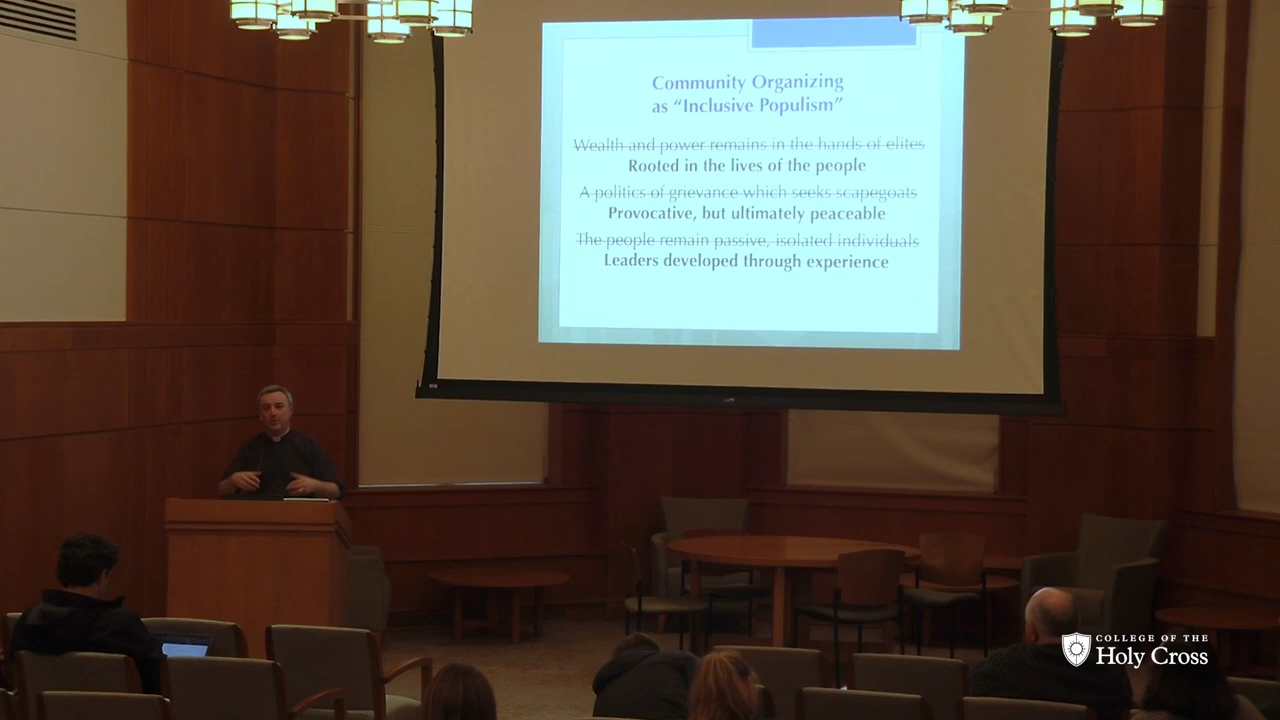 Community Organizing
as “Inclusive Populism”
Wealth and power remains in the hands of elites
Rooted in the lives of the people
A politics of grievance which seeks scapegoats
Provocative, but ultimately peaceable
The people remain passive, isolated individuals
Leaders developed through experience
COLLEGE OF THE
Holy Cross